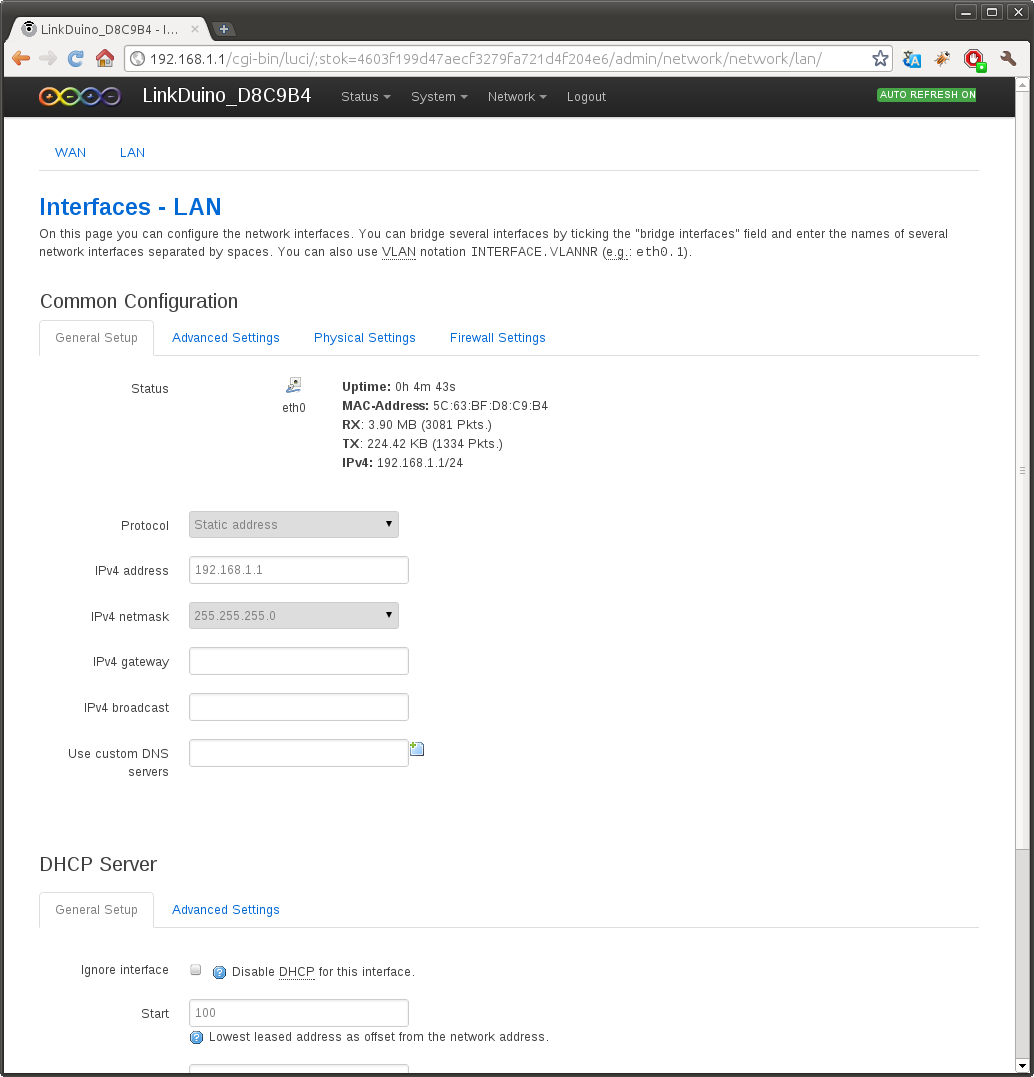 LinkDuino_D8C9B4 - I...
192.168.1.1/cgi-bin/luci/;stok=4603f199d47aecf3279fa721d4f204e6/admin/network/network/lan/
LinkDuino_D8C9B4 Status System Network Logout AUTO REFRESH ON
WAN LAN
Interfaces - LAN
On this page you can configure the network interfaces. You can bridge several interfaces by ticking the "bridge interfaces" field and enter the names of several
network interfaces separated by spaces. You can also use VLAN notation INTERFACE.VLANNR (e.g.: eth0.1).
Common Configuration
General Setup Advanced Settings Physical Settings Firewall Settings
Status
eth0
Uptime: 0h 4m 43s
MAC-Address: 5C:63:BF:D8:C9:B4
RX: 3.90 MB (3081 Pkts.)
TX: 224.42 KB (1334 Pkts.)
IPv4: 192.168.1.1/24
Protocol Static address
IPv4 address 192.168.1.1
IPv4 netmask 255.255.255.0
IPv4 gateway
IPv4 broadcast
Use custom DNS
servers
DHCP Server
General Setup Advanced Settings
Ignore interface Disable DHCP for this interface.
Start 100
Lowest leased address as offset from the network address.